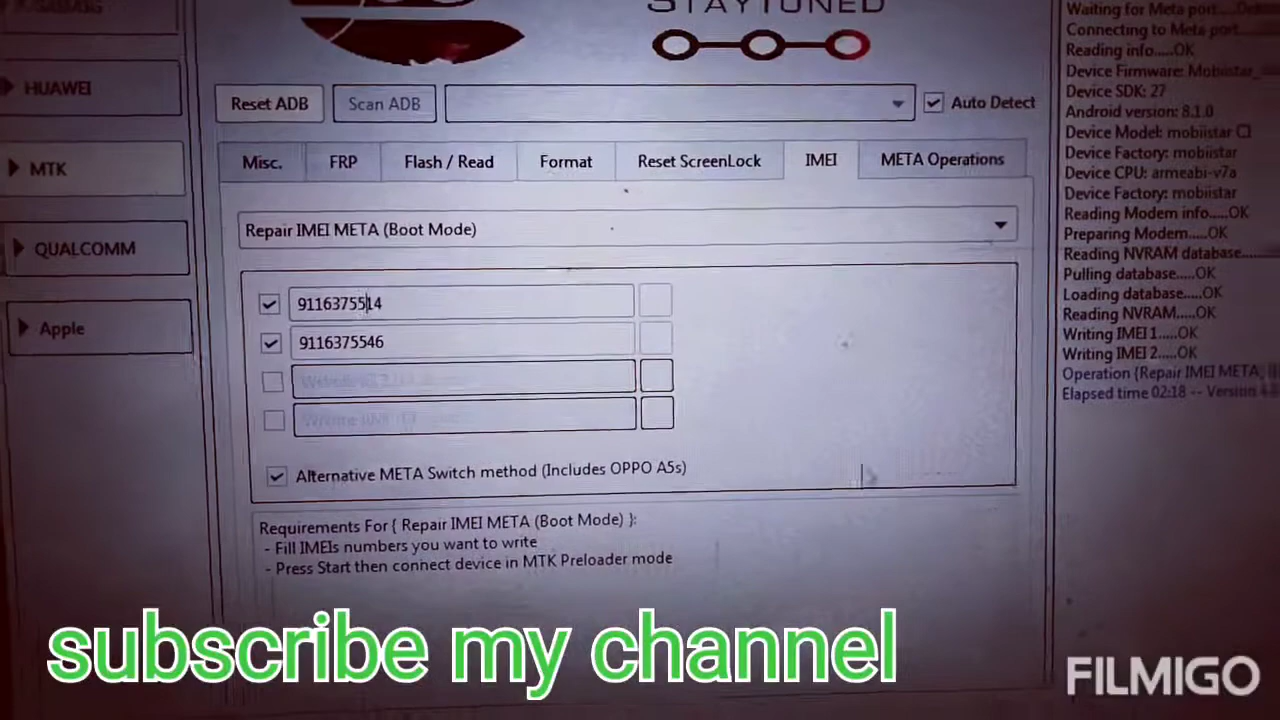 STAYTUNED
HUAWEI
MTK
QUALCOMM
Apple
Reset ADB
Scan ADB
Auto Detect
Misc.
FRP
Flash / Read
Format
Reset ScreenLock
IMEI
META Operations
Repair IMEI META (Boot Mode)
9116375514
9116375546
Alternative META Switch method (Includes OPPO A5s)
Requirements For { Repair IMEI META (Boot Mode) }:
- Fill IMEIs numbers you want to write
- Press Start then connect device in MTK Preloader mode
Waiting for Meta port
Connecting to Meta port
Reading info.....OK
Device Firmware: Mobiistar_
Device SDK: 27
Android version: 8.1.0
Device Model: mobiistar
Device Factory: mobiistar
Device CPU: armeabi-v7a
Device Factory: mobiistar
Reading Modem info.....OK
Preparing Modem...OK
Reading NVRAM database
Pulling database.....OK
Loading database.....OK
Reading NVRAM.....OK
Writing IMEI 1.....OK
Writing IMEI 2.....OK
Operation {Repair IMEI META
Elapsed time 02:18 -- Version
subscribe my channel
FILMIGO